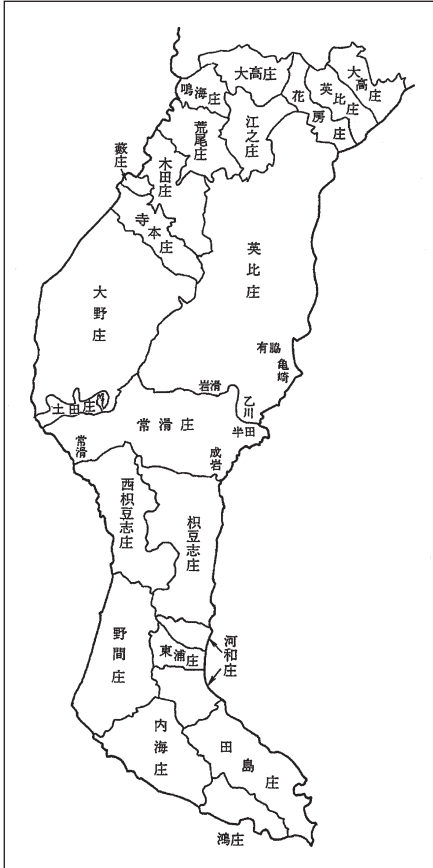 大高庄
大高庄
鳴海庄
花房庄
英比庄
荒尾庄
江之庄
藪庄
木田庄
寺本庄
英比庄
大野庄
有脇
亀崎
岩滑
乙川
土田庄
常滑庄
半田
常滑
成岩
西枳豆志庄
枳豆志庄
野間庄
東浦庄
河和庄
内海庄
田島庄
鴻庄